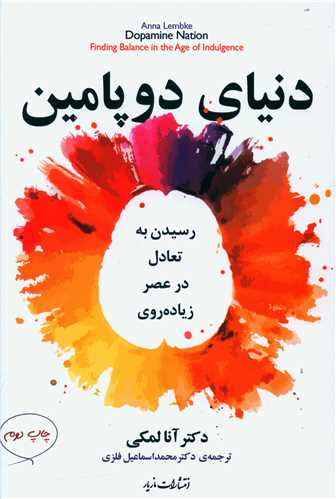 Anna Lembke
Dopamine Nation
Finding Balance in the Age of Indulgence
دنیای دوپامین
رسیدن به
تعادل
در عصر
زیاده‌روی
دکتر آنا لمکی
ترجمه‌ی دکتر محمداسماعیل فلزی
انتشارات مازیار
چاپ دوم